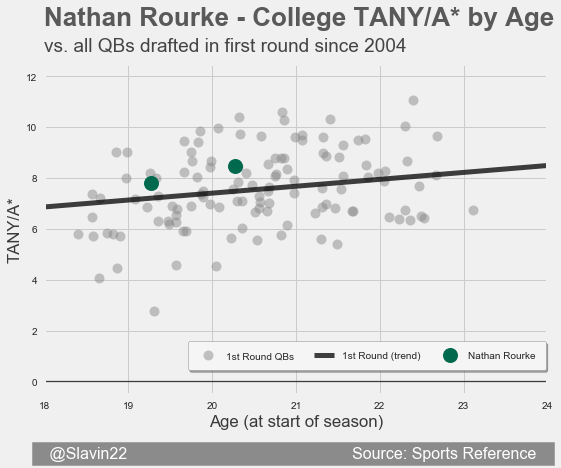 Nathan Rourke - College TANY/A* by Age
vs. all QBs drafted in first round since 2004
12
10
8
6
4
2
0
TANY/A*
1st Round QBs
1st Round (trend)
Nathan Rourke
18
19
20
21
22
23
24
Age (at start of season)
@Slavin22
Source: Sports Reference